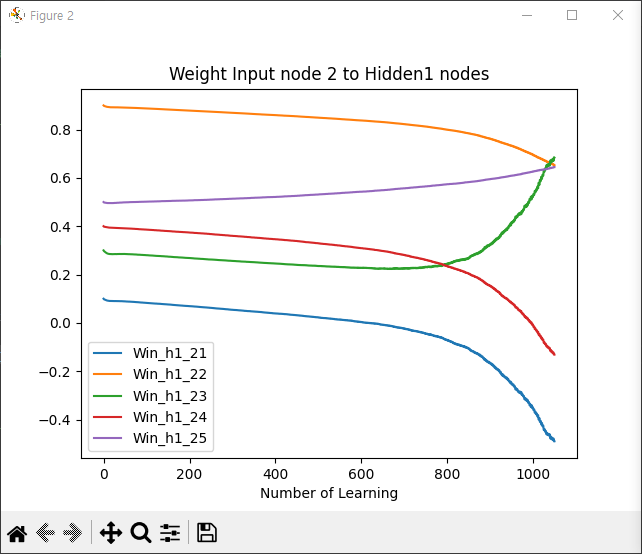 Figure 2
Weight Input node 2 to Hidden1 nodes
0.8
0.6
0.4
0.2
0.0
−0.2
−0.4
Win_h1_21
Win_h1_22
Win_h1_23
Win_h1_24
Win_h1_25
0 200 400 600 800 1000
Number of Learning